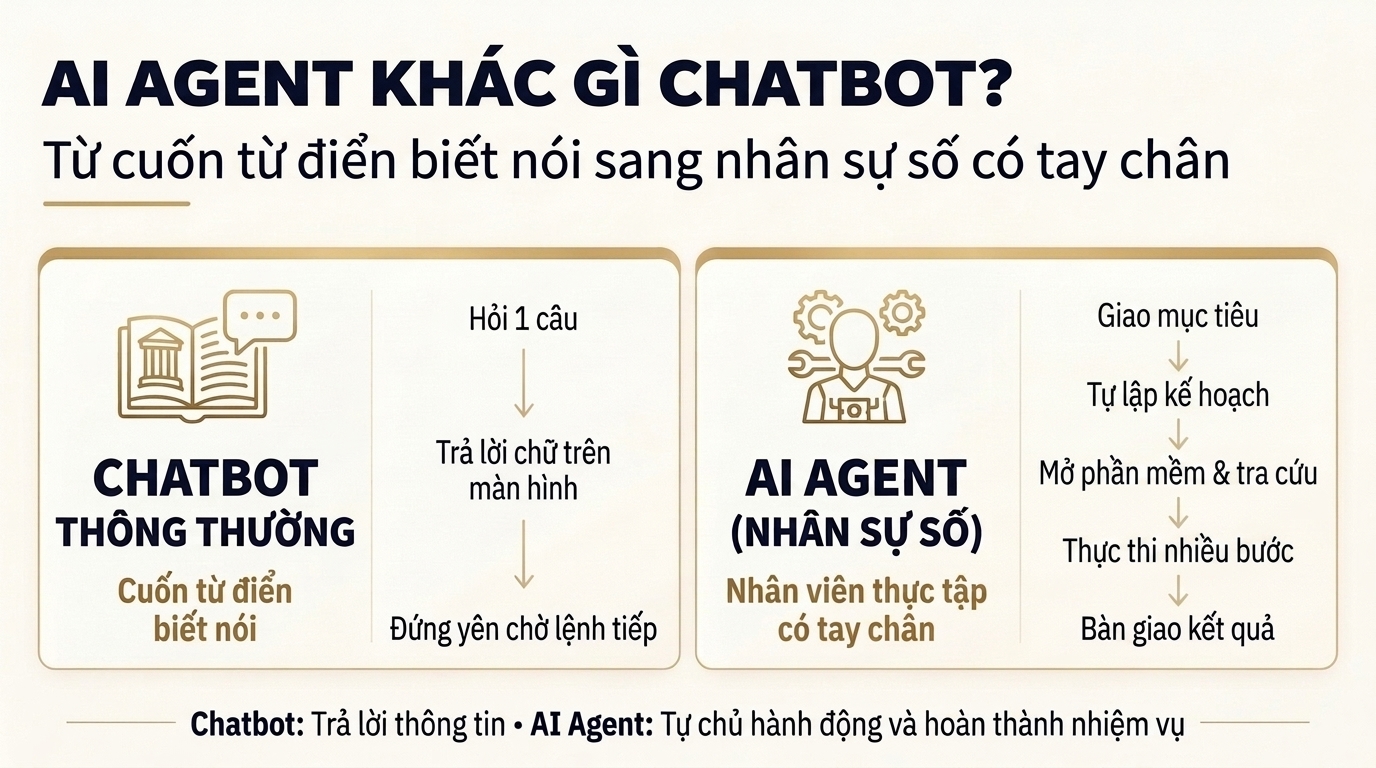 AI AGENT KHÁC GÌ CHATBOT?
Từ cuốn từ điển biết nói sang nhân sự số có tay chân
CHATBOT
THÔNG THƯỜNG
Cuốn từ điển
biết nói
Hỏi 1 câu
Trả lời chữ trên
màn hình
Đứng yên chờ lệnh tiếp
AI AGENT
(NHÂN SỰ SỐ)
Nhân viên thực tập
có tay chân
Giao mục tiêu
Tự lập kế hoạch
Mở phần mềm & tra cứu
Thực thi nhiều bước
Bàn giao kết quả
Chatbot: Trả lời thông tin • AI Agent: Tự chủ hành động và hoàn thành nhiệm vụ